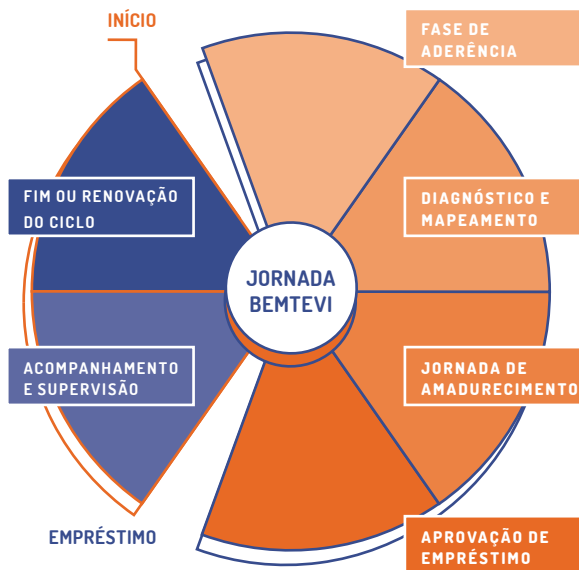 INÍCIO
FASE DE
ADERÊNCIA
DIAGNÓSTICO E
MAPEAMENTO
JORNADA DE
AMADURECIMENTO
APROVAÇÃO DE
EMPRÉSTIMO
EMPRÉSTIMO
ACOMPANHAMENTO
E SUPERVISÃO
FIM OU RENOVAÇÃO
DO CICLO
JORNADA
BEMTEVI